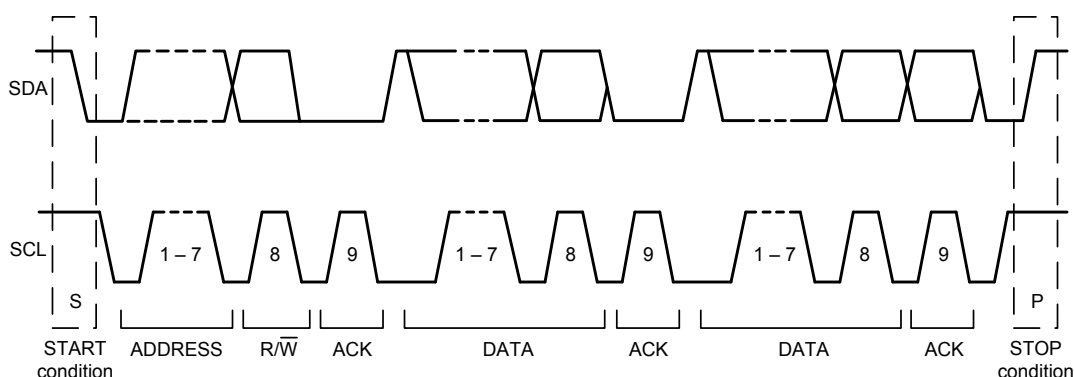 SDA
SCL
1 – 7
8
9
1 – 7
8
9
1 – 7
8
9
S
P
START condition
ADDRESS
R/W̅
ACK
DATA
ACK
DATA
ACK
STOP condition